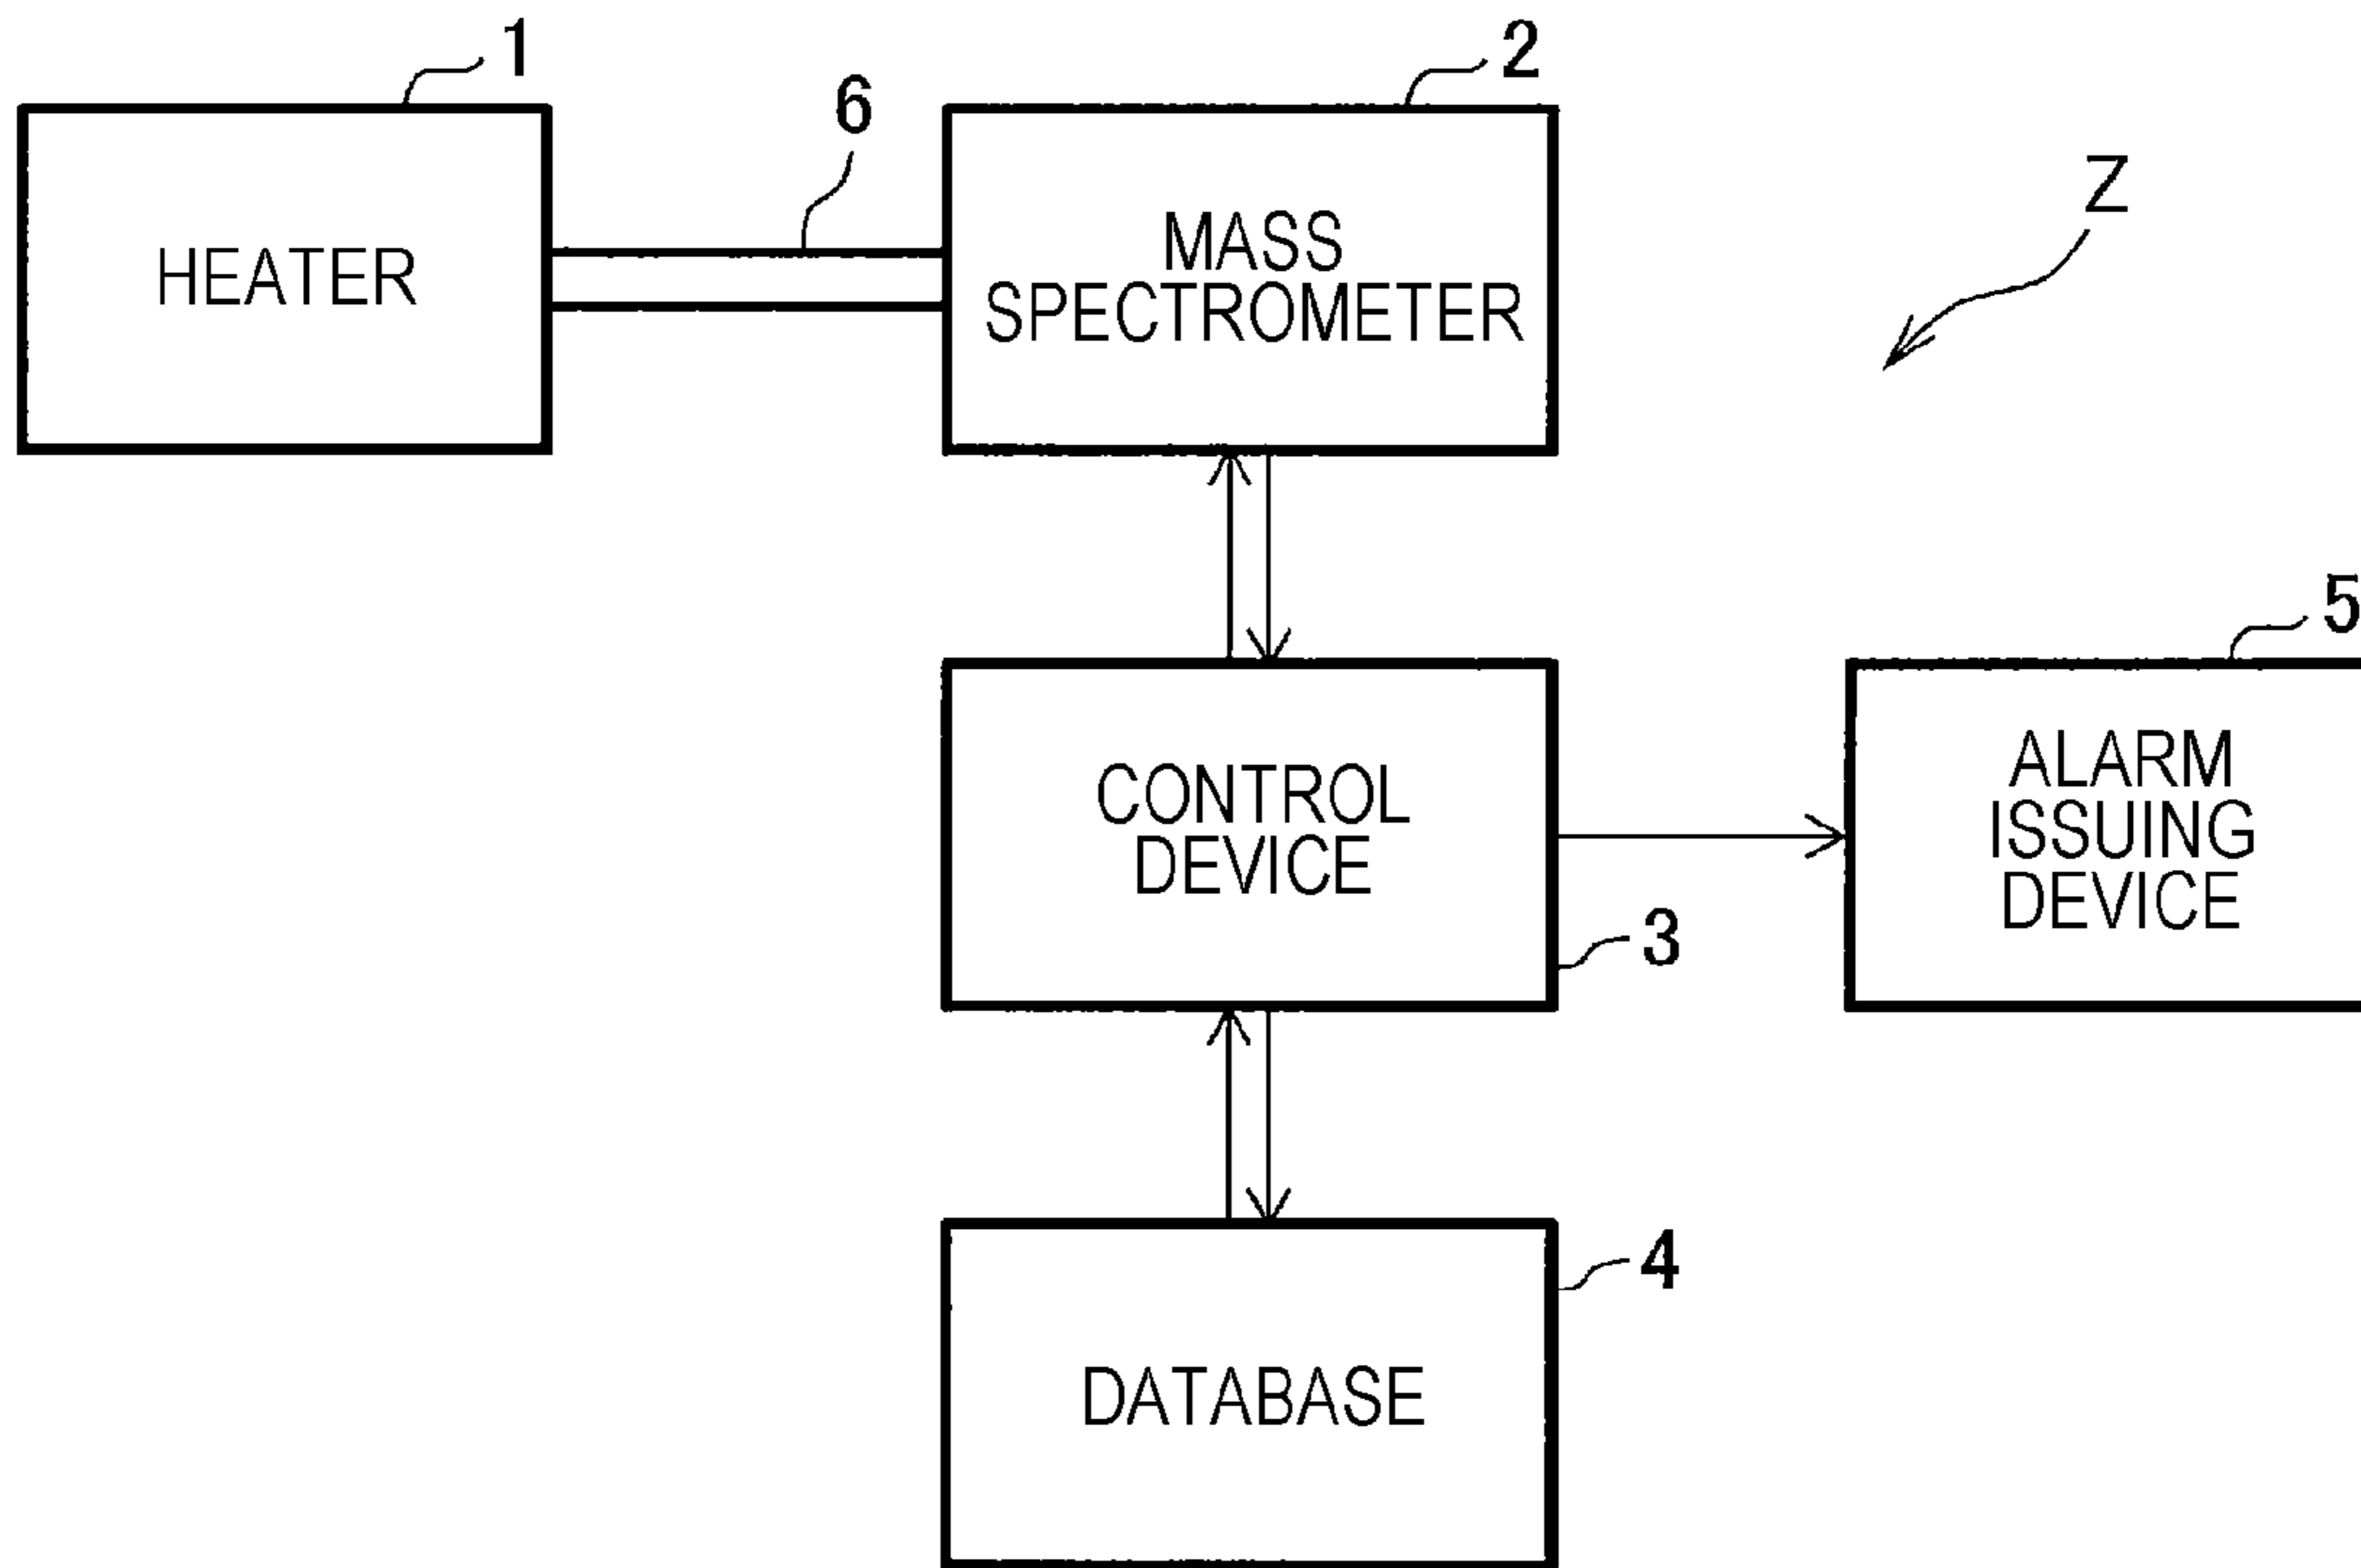 1
2
6
Z
HEATER
MASS
SPECTROMETER
5
CONTROL
DEVICE
ALARM
ISSUING
DEVICE
3
4
DATABASE